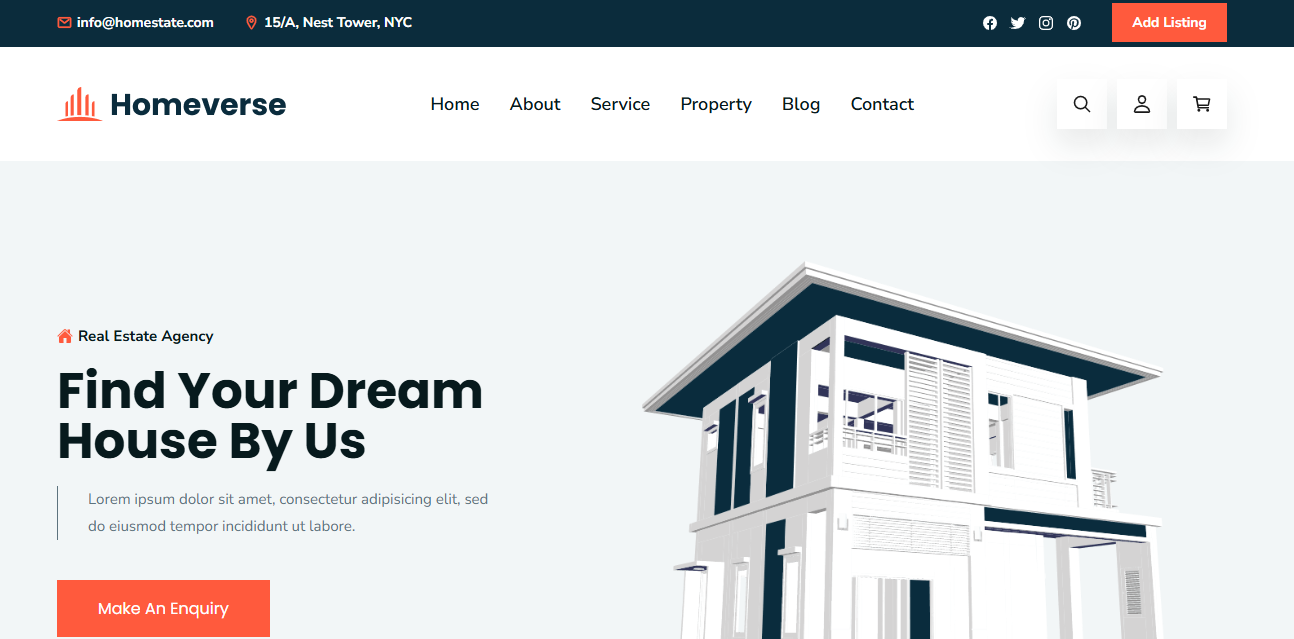 info@homestate.com
15/A, Nest Tower, NYC
Add Listing
Homeverse
Home
About
Service
Property
Blog
Contact
Real Estate Agency
Find Your Dream
House By Us
Lorem ipsum dolor sit amet, consectetur adipisicing elit, sed
do eiusmod tempor incididunt ut labore.
Make An Enquiry